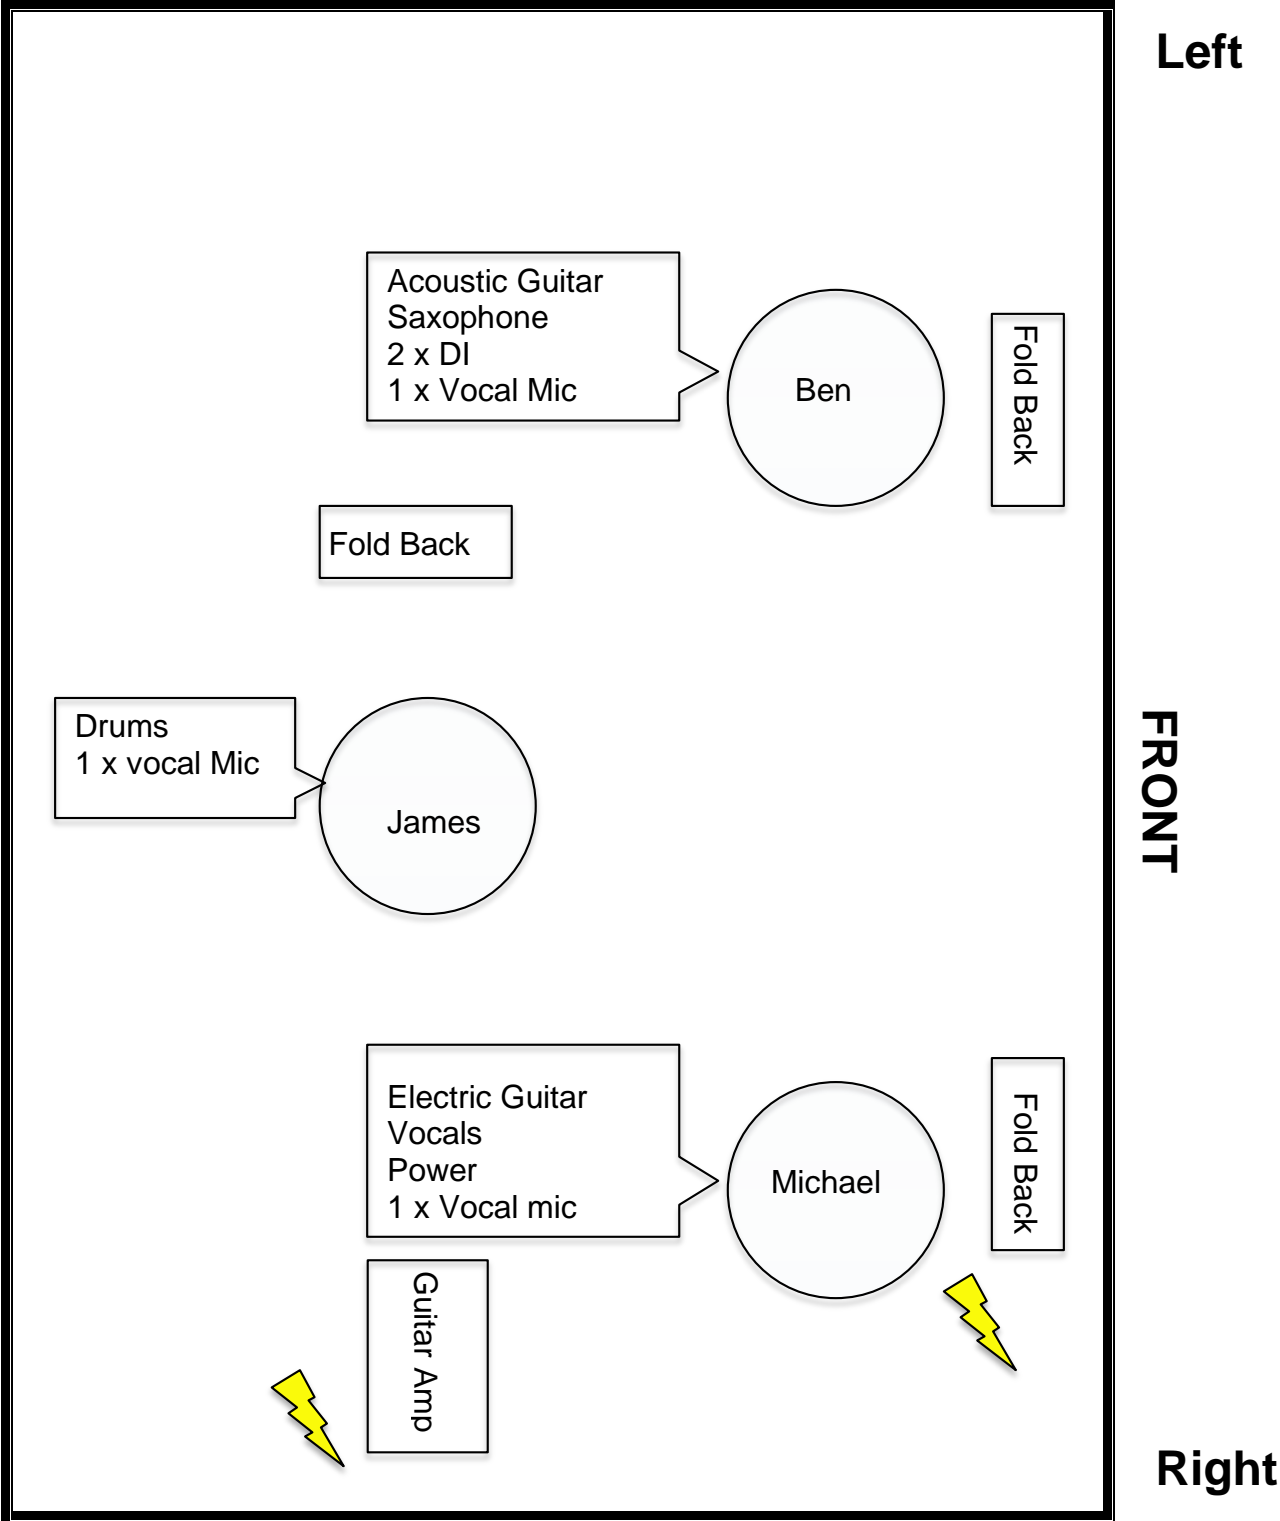 Left
Acoustic Guitar
Saxophone
2 x DI
1 x Vocal Mic
Ben
Fold Back
Fold Back
Drums
1 x vocal Mic
James
FRONT
Electric Guitar
Vocals
Power
1 x Vocal mic
Michael
Fold Back
Guitar Amp
Right